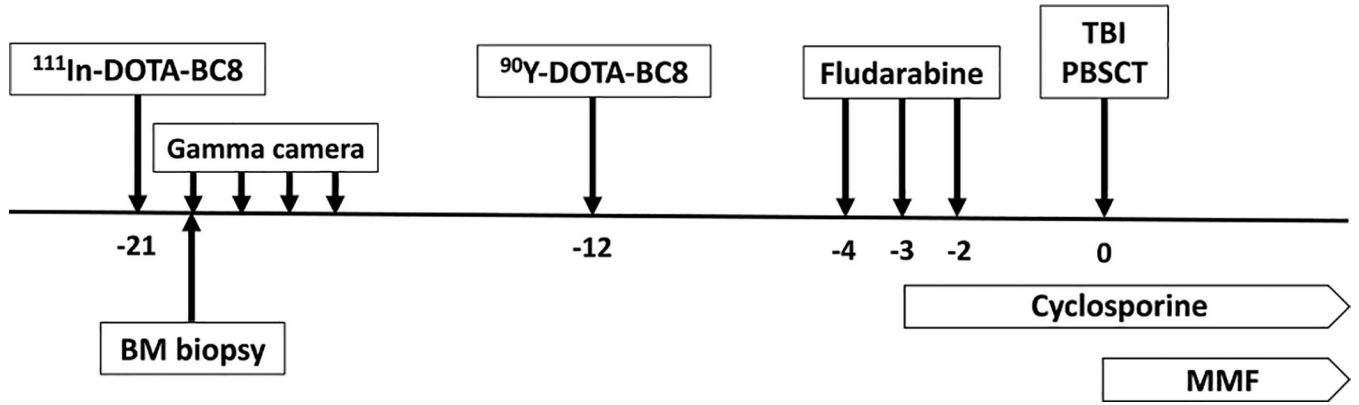 TBI
PBSCT
¹¹¹In-DOTA-BC8
⁹⁰Y-DOTA-BC8
Fludarabine
Gamma camera
-21
-12
-4
-3
-2
0
Cyclosporine
BM biopsy
MMF